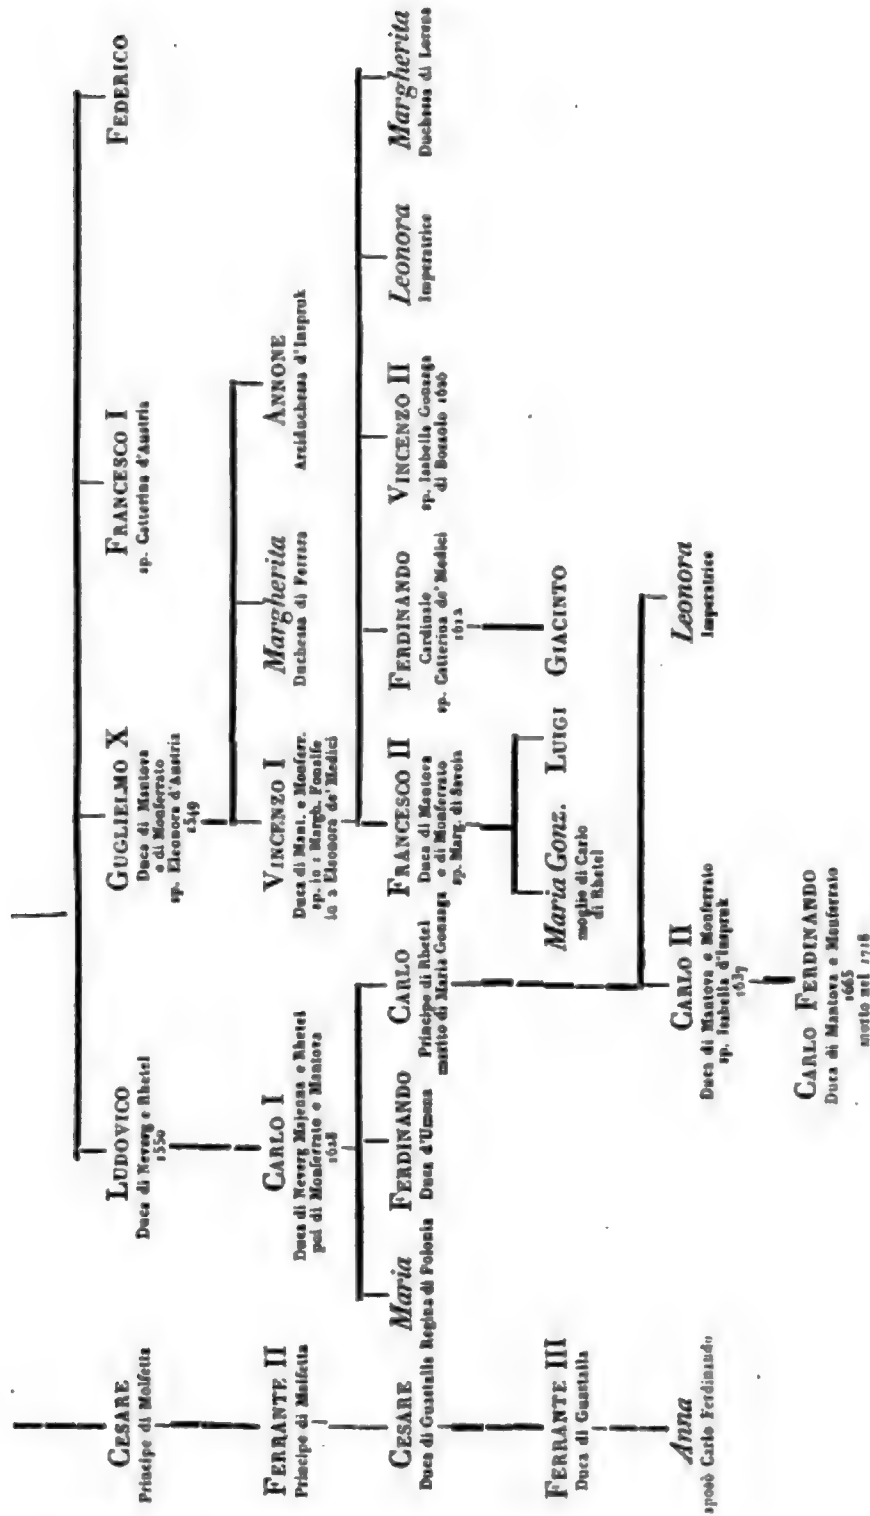 CESARE
Principe di Molfetta
LUDOVICO
Duca di Neverg e Rhetel
1550
GUGLIELMO X
Duca di Mantova
e di Monferrato
sp. Eleonora d'Austria
1549
FRANCESCO I
sp. Catterina d'Austria
FEDERICO
FERRANTE II
Principe di Molfetta
CARLO I
Duca di Neverg Majenna e Rhetel
poi di Monferrato e Mantova
1628
VINCENZO I
Duca di Mant. e Monferr.
sp. in 1 Margh. Fonalfe
in 2 Eleonora de' Medici
Margherita
Duchessa di Ferrara
ANNONE
Arciduchessa d'Inspruk
CESARE
Duca di Guastalla
Maria
Regina di Polonia
FERDINANDO
Duca d'Umena
CARLO
Principe di Rhetel
marito di Maria Gonzaga
FRANCESCO II
Duca di Mantova
e di Monferrato
sp. Marg. di Savoia
FERDINANDO
Cardinale
sp. Catterina de' Medici
1612
VINCENZO II
sp. Isabella Gonzaga
di Bozzolo 1626
Leonora
Imperatrice
Margherita
Duchessa di Lorena
FERRANTE III
Duca di Guastalla
Maria Gonz.
moglie di Carlo
di Rhetel
LUIGI
GIACINTO
Anna
sposò Carlo Ferdinando
CARLO II
Duca di Mantova e Monferrato
sp. Isabella d'Inspruk
1637
Leonora
Imperatrice
CARLO FERDINANDO
Duca di Mantova e Monferrato
1665
morto nel 1718